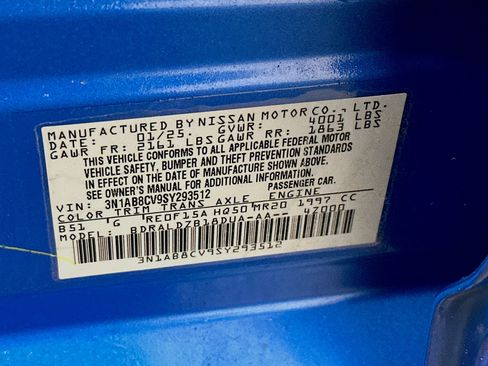 MANUFACTURED BY NISSAN MOTOR CO., LTD.
DATE: 01/25. GVWR: 4001 LBS
GAWR FR: 2161 LBS GAWR RR: 1863 LBS
THIS VEHICLE CONFORMS TO ALL APPLICABLE FEDERAL MOTOR
VEHICLE SAFETY, BUMPER AND THEFT PREVENTION STANDARDS
IN EFFECT ON THE DATE OF MANUFACTURE SHOWN ABOVE.
SEE OWNER'S MANUAL FOR ADDITIONAL INFORMATION.
VIN: 3N1AB8CV9SY293512 PASSENGER CAR.
COLOR TRIM TRANS AXLE ENGINE
B51 G RE0F15A HQ50 MR20 1997 CC
MODEL: BDRALDZB18DUA-AA-- 47000
3N1AB8CV9SY293512